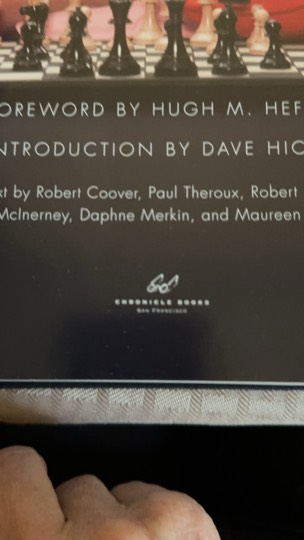 OREWORD BY HUGH M. HEF
NTRODUCTION BY DAVE HIC
xt by Robert Coover, Paul Theroux, Robert
McInerney, Daphne Merkin, and Maureen
CHRONICLE BOOKS
SAN FRANCISCO